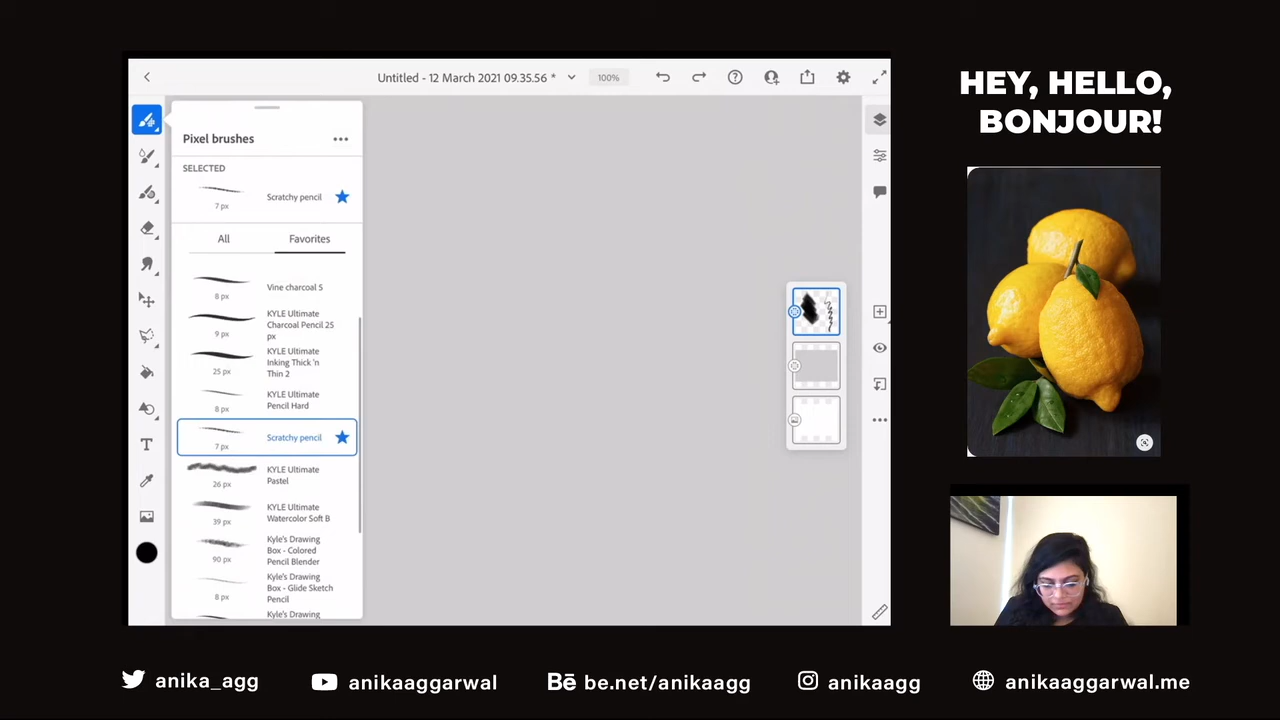 Untitled - 12 March 2021 09.35.56 *
100%
HEY, HELLO,
BONJOUR!
Pixel brushes
SELECTED
Scratchy pencil
7 px
All
Favorites
Vine charcoal S
8 px
KYLE Ultimate
Charcoal Pencil 25
px
9 px
KYLE Ultimate
Inking Thick 'n
Thin 2
25 px
KYLE Ultimate
Pencil Hard
8 px
Scratchy pencil
7 px
KYLE Ultimate
Pastel
26 px
KYLE Ultimate
Watercolor Soft B
39 px
Kyle's Drawing
Box - Colored
Pencil Blender
90 px
Kyle's Drawing
Box - Glide Sketch
Pencil
8 px
Kyle's Drawing
anika_agg
anikaaggarwal
Bē be.net/anikaagg
anikaagg
anikaaggarwal.me